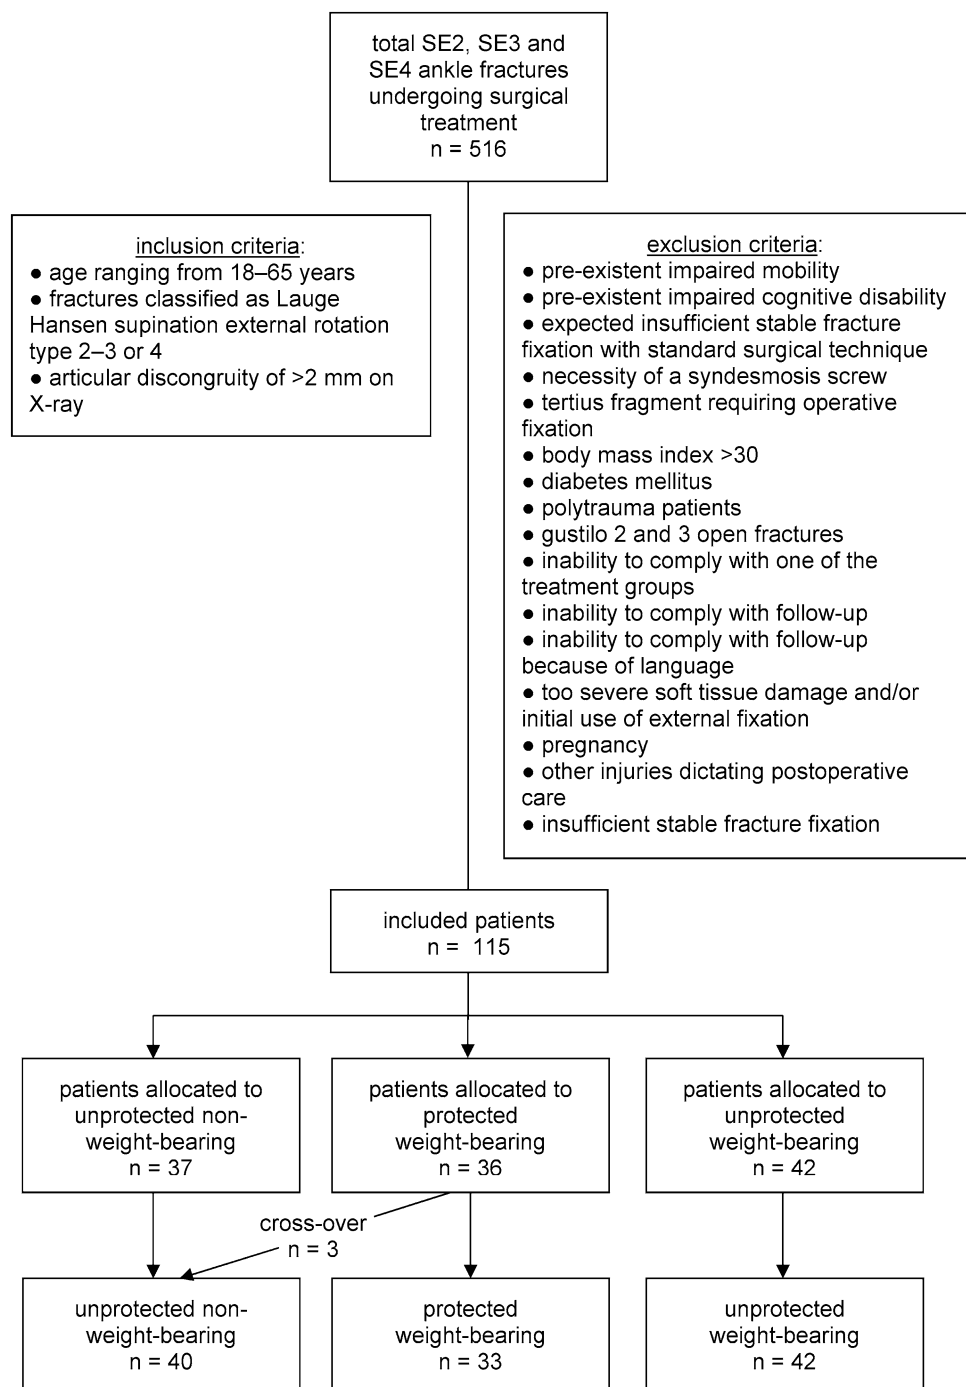 total SE2, SE3 and
SE4 ankle fractures
undergoing surgical
treatment
n = 516
inclusion criteria:
● age ranging from 18–65 years
● fractures classified as Lauge
Hansen supination external rotation
type 2–3 or 4
● articular discongruity of >2 mm on
X-ray
exclusion criteria:
● pre-existent impaired mobility
● pre-existent impaired cognitive disability
● expected insufficient stable fracture
fixation with standard surgical technique
● necessity of a syndesmosis screw
● tertius fragment requiring operative
fixation
● body mass index >30
● diabetes mellitus
● polytrauma patients
● gustilo 2 and 3 open fractures
● inability to comply with one of the
treatment groups
● inability to comply with follow-up
● inability to comply with follow-up
because of language
● too severe soft tissue damage and/or
initial use of external fixation
● pregnancy
● other injuries dictating postoperative
care
● insufficient stable fracture fixation
included patients
n = 115
patients allocated to
unprotected non-
weight-bearing
n = 37
patients allocated to
protected
weight-bearing
n = 36
patients allocated to
unprotected
weight-bearing
n = 42
cross-over
n = 3
unprotected non-
weight-bearing
n = 40
protected
weight-bearing
n = 33
unprotected
weight-bearing
n = 42